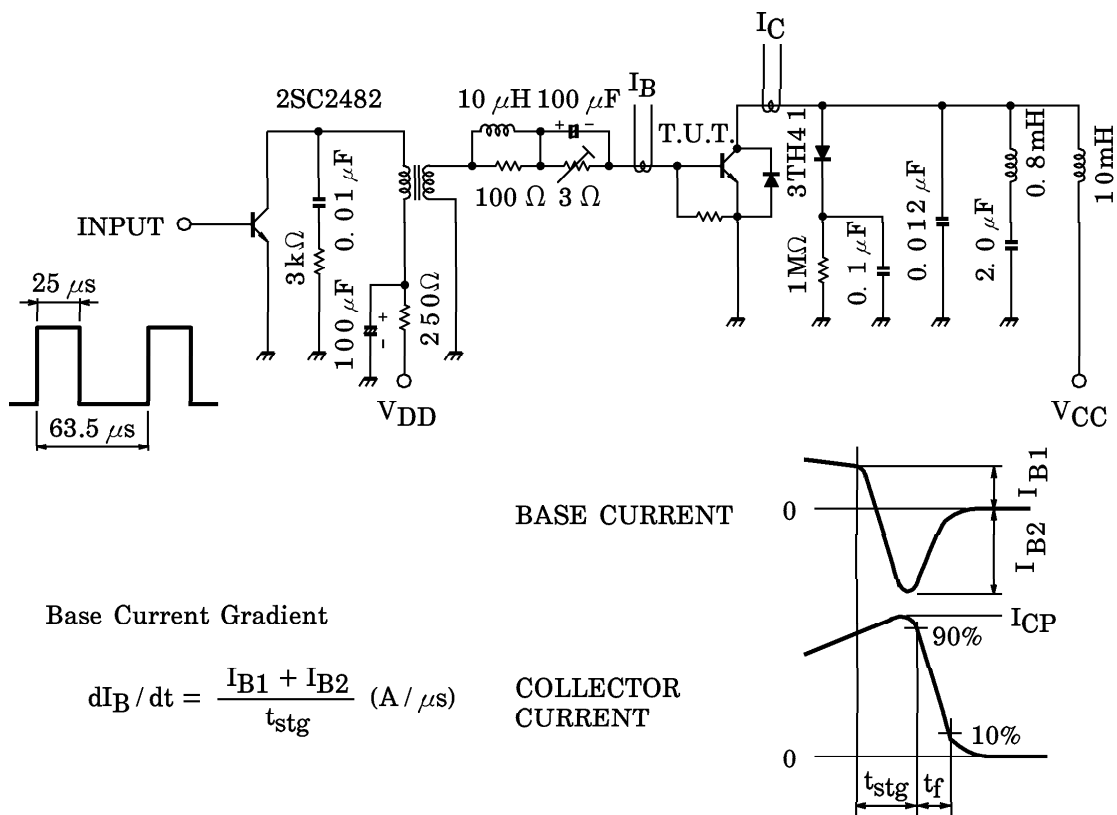 I_C
2SC2482
10 μH 100 μF
I_B
T.U.T.
3TH41
0.8mH
10mH
100 Ω 3 Ω
0.01 μF
3kΩ
INPUT
0.012 μF
2.0 μF
1MΩ
0.1 μF
25 μs
100 μF
+
-
250Ω
V_DD
V_CC
63.5 μs
BASE CURRENT
0
I_B1
I_B2
Base Current Gradient
I_CP
90%
dI_B / dt = (I_B1 + I_B2) / t_stg (A / μs)
COLLECTOR
CURRENT
10%
0
t_stg t_f